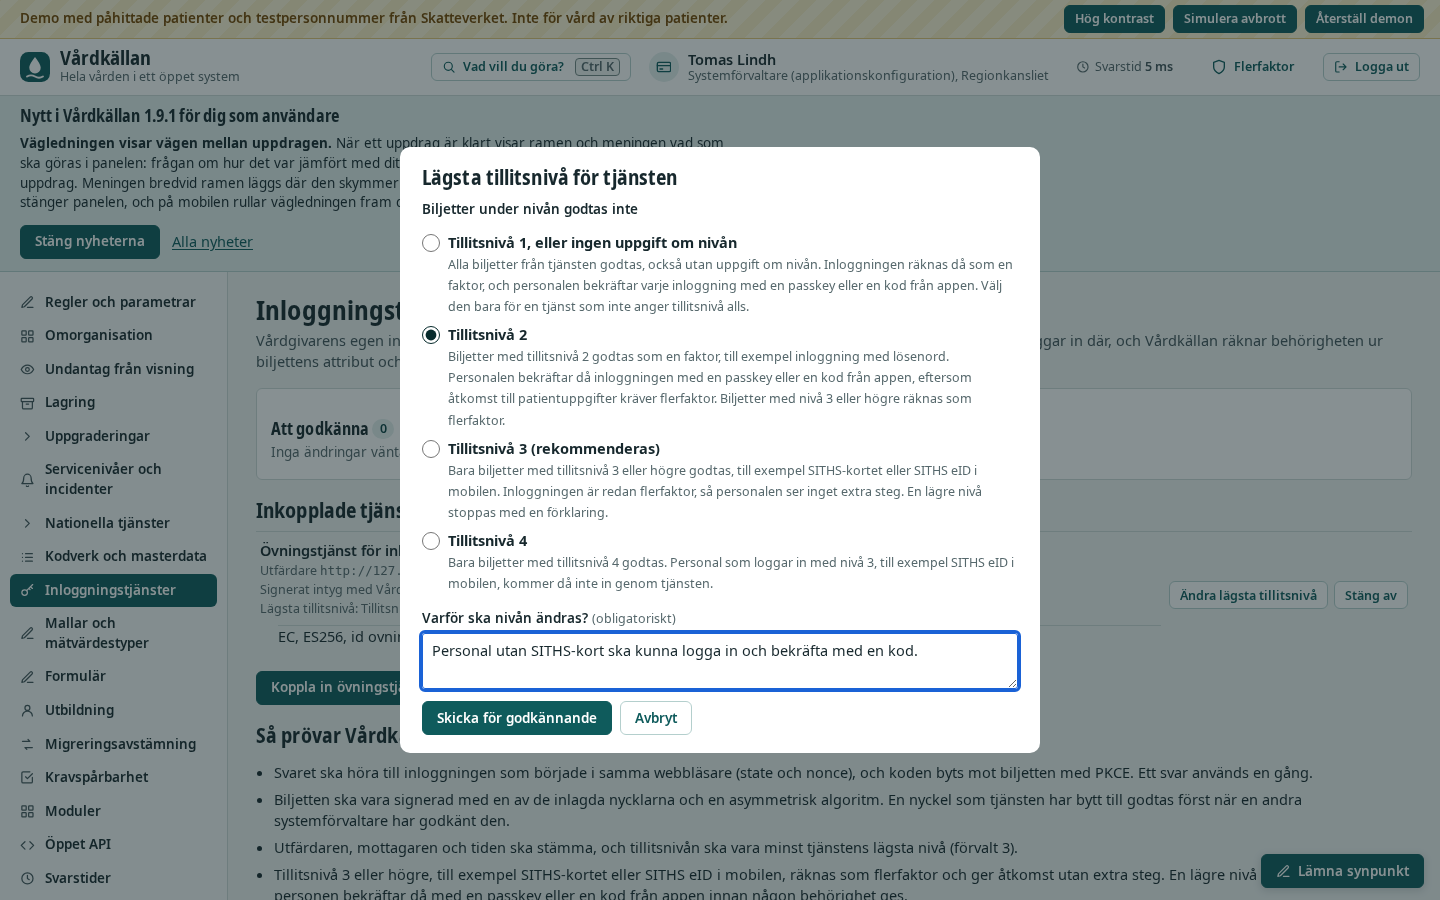 Demo med påhittade patienter och testpersonnummer från Skatteverket. Inte för vård av riktiga patienter.
Hög kontrast
Simulera avbrott
Återställ demon
Vårdkällan
Hela vården i ett öppet system
Vad vill du göra? Ctrl K
Tomas Lindh
Systemförvaltare (applikationskonfiguration), Regionkansliet
Svarstid 5 ms
Flerfaktor
Logga ut
Nytt i Vårdkällan 1.9.1 för dig som användare
Vägledningen visar vägen mellan uppdragen. När ett uppdrag är klart visar ramen och meningen vad som
ska göras i panelen: frågan om hur det var jämfört med dit
uppdrag. Meningen bredvid ramen läggs där den skymmer
stänger panelen, och på mobilen rullar vägledningen fram
Stäng nyheterna
Alla nyheter
Regler och parametrar
Omorganisation
Undantag från visning
Lagring
Uppgraderingar
Servicenivåer och
incidenter
Nationella tjänster
Kodverk och masterdata
Inloggningstjänster
Mallar och
mätvärdestyper
Formulär
Utbildning
Migreringsavstämning
Kravspårbarhet
Moduler
Öppet API
Svarstider
Inloggningst
Vårdgivarens egen in
ggar in där, och Vårdkällan räknar behörigheten ur
biljettens attribut och
Att godkänna 0
Inga ändringar vänt
Inkopplade tjäns
Övningstjänst för inl
Utfärdare http://127.
Signerat intyg med Vård
Lägsta tillitsnivå: Tillitsn
EC, ES256, id ovnin
Ändra lägsta tillitsnivå
Stäng av
Koppla in övningstjä
Så prövar Vårdkä
Svaret ska höra till inloggningen som började i samma webbläsare (state och nonce), och koden byts mot biljetten med PKCE. Ett svar används en gång.
Biljetten ska vara signerad med en av de inlagda nycklarna och en asymmetrisk algoritm. En nyckel som tjänsten har bytt till godtas först när en andra
systemförvaltare har godkänt den.
Utfärdaren, mottagaren och tiden ska stämma, och tillitsnivån ska vara minst tjänstens lägsta nivå (förvalt 3).
Tillitsnivå 3 eller högre, till exempel SITHS-kortet eller SITHS eID i mobilen, räknas som flerfaktor och ger åtkomst utan extra steg. En lägre nivå
personen bekräftar då med en passkey eller en kod från appen innan någon behörighet ges.
Lämna synpunkt
Lägsta tillitsnivå för tjänsten
Biljetter under nivån godtas inte
Tillitsnivå 1, eller ingen uppgift om nivån
Alla biljetter från tjänsten godtas, också utan uppgift om nivån. Inloggningen räknas då som en
faktor, och personalen bekräftar varje inloggning med en passkey eller en kod från appen. Välj
den bara för en tjänst som inte anger tillitsnivå alls.
Tillitsnivå 2
Biljetter med tillitsnivå 2 godtas som en faktor, till exempel inloggning med lösenord.
Personalen bekräftar då inloggningen med en passkey eller en kod från appen, eftersom
åtkomst till patientuppgifter kräver flerfaktor. Biljetter med nivå 3 eller högre räknas som
flerfaktor.
Tillitsnivå 3 (rekommenderas)
Bara biljetter med tillitsnivå 3 eller högre godtas, till exempel SITHS-kortet eller SITHS eID i
mobilen. Inloggningen är redan flerfaktor, så personalen ser inget extra steg. En lägre nivå
stoppas med en förklaring.
Tillitsnivå 4
Bara biljetter med tillitsnivå 4 godtas. Personal som loggar in med nivå 3, till exempel SITHS eID i
mobilen, kommer då inte in genom tjänsten.
Varför ska nivån ändras? (obligatoriskt)
Personal utan SITHS-kort ska kunna logga in och bekräfta med en kod.
Skicka för godkännande
Avbryt